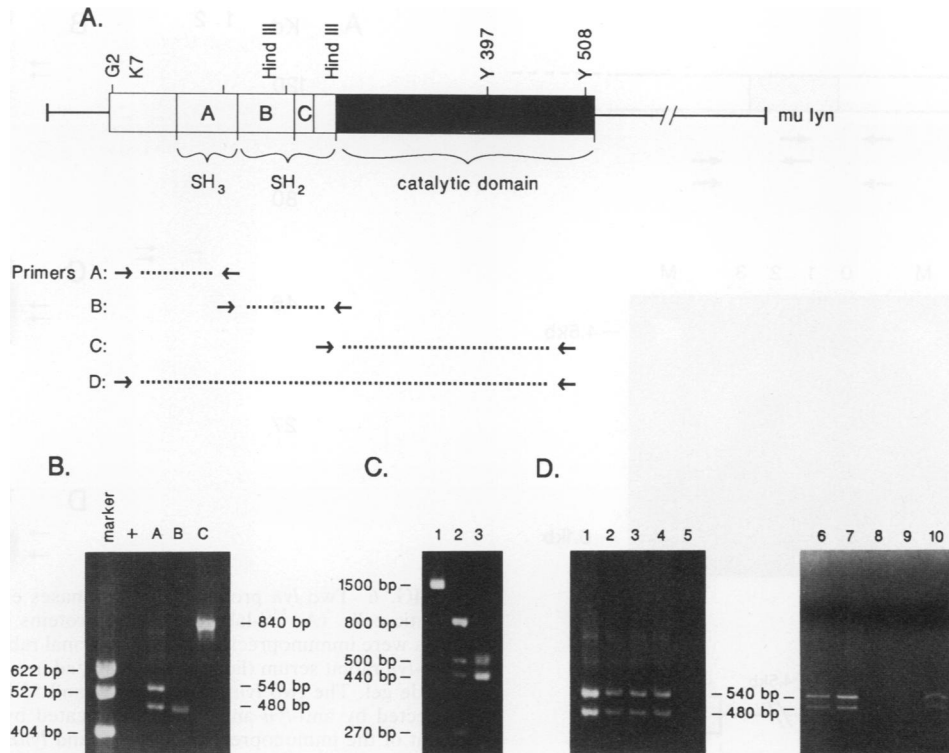 A.
G2
K7
Hind III
Hind III
Y 397
Y 508
A B C
mu lyn
SH3 SH2 catalytic domain
Primers A:
B:
C:
D:
B.
marker
+ A B C
622 bp
527 bp
404 bp
840 bp
540 bp
480 bp
C.
1 2 3
1500 bp
800 bp
500 bp
440 bp
270 bp
D.
1 2 3 4 5
6 7 8 9 10
540 bp
480 bp